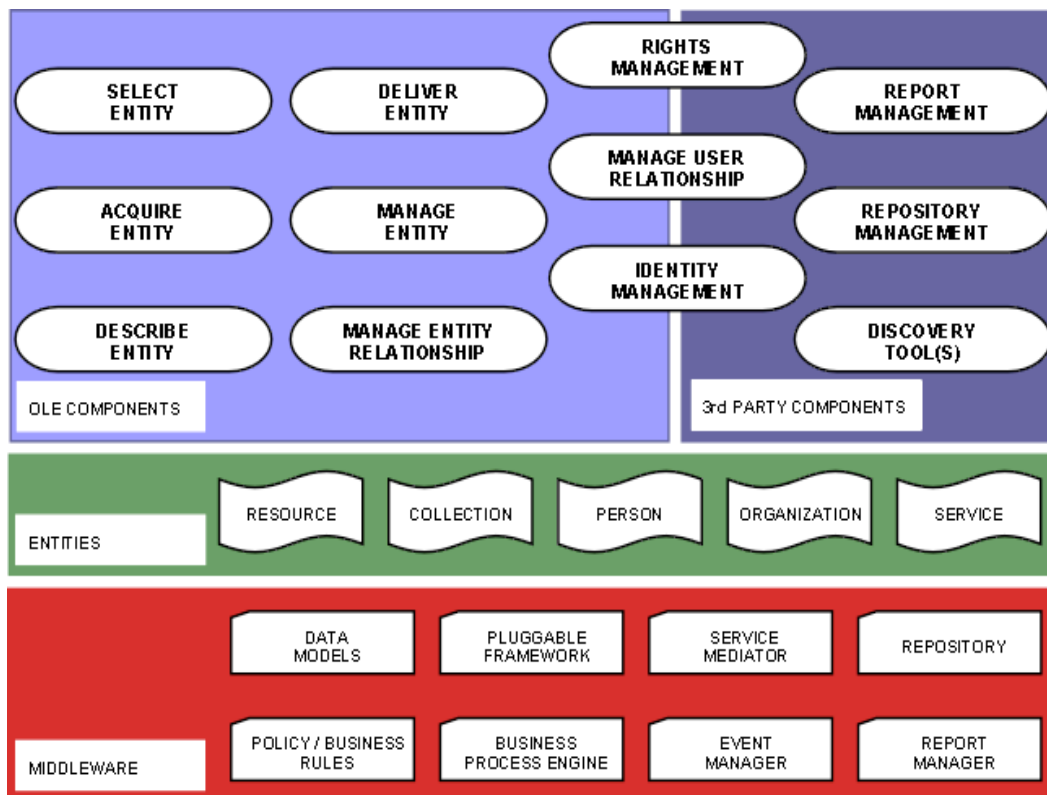 RIGHTS
MANAGEMENT
SELECT
ENTITY
DELIVER
ENTITY
REPORT
MANAGEMENT
MANAGE USER
RELATIONSHIP
ACQUIRE
ENTITY
MANAGE
ENTITY
REPOSITORY
MANAGEMENT
IDENTITY
MANAGEMENT
DESCRIBE
ENTITY
MANAGE ENTITY
RELATIONSHIP
DISCOVERY
TOOL(S)
OLE COMPONENTS
3rd PARTY COMPONENTS
ENTITIES
RESOURCE
COLLECTION
PERSON
ORGANIZATION
SERVICE
DATA
MODELS
PLUGGABLE
FRAMEWORK
SERVICE
MEDIATOR
REPOSITORY
MIDDLEWARE
POLICY / BUSINESS
RULES
BUSINESS
PROCESS ENGINE
EVENT
MANAGER
REPORT
MANAGER